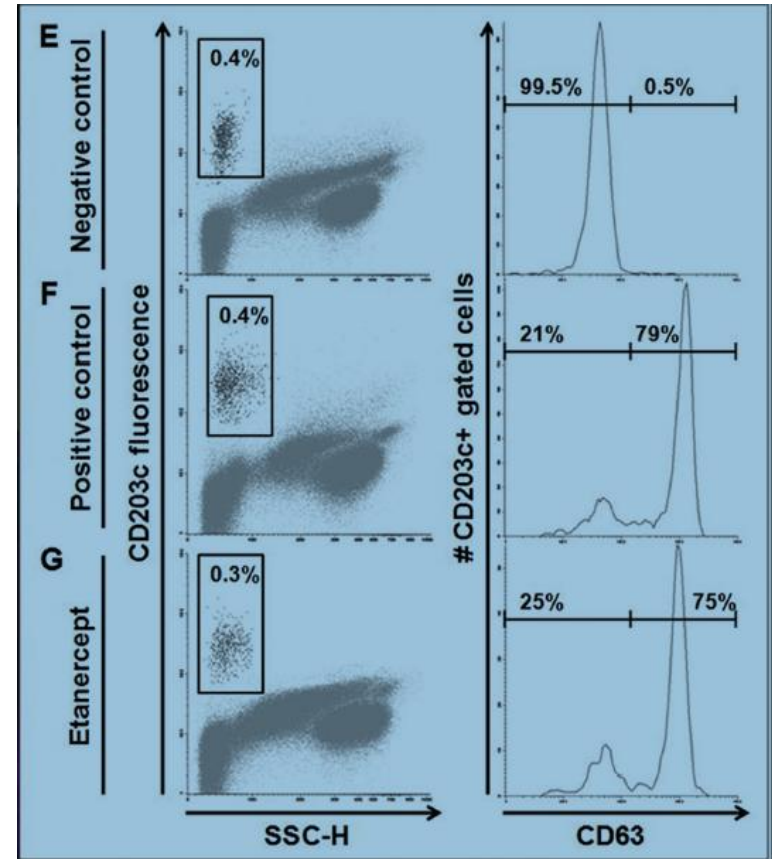 E
Negative control
0.4%
99.5% 0.5%
F
Positive control
0.4%
21% 79%
G
Etanercept
0.3%
25% 75%
CD203c fluorescence
# CD203c+ gated cells
SSC-H
CD63